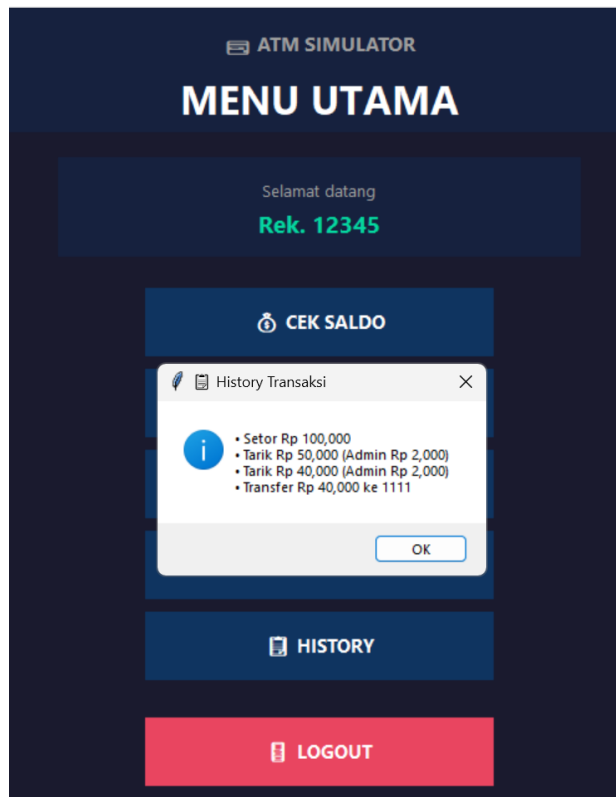 ATM SIMULATOR
MENU UTAMA
Selamat datang
Rek. 12345
CEK SALDO
History Transaksi
• Setor Rp 100,000
• Tarik Rp 50,000 (Admin Rp 2,000)
• Tarik Rp 40,000 (Admin Rp 2,000)
• Transfer Rp 40,000 ke 1111
OK
HISTORY
LOGOUT